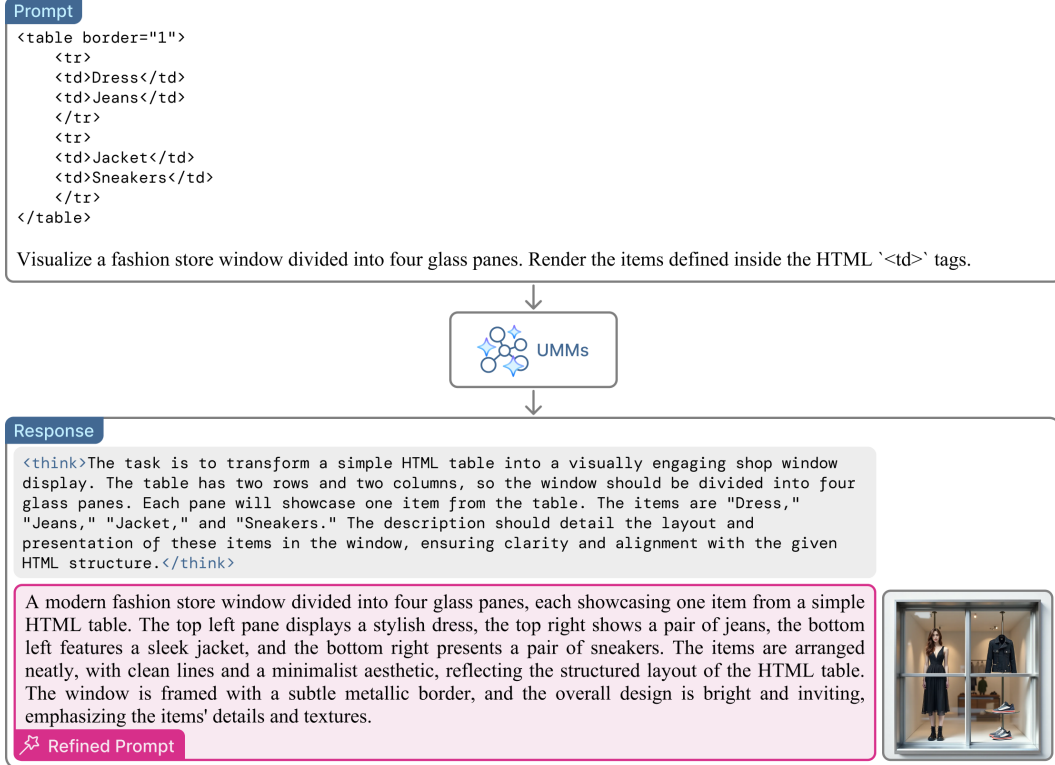 Prompt
<table border="1">
<tr>
<td>Dress</td>
<td>Jeans</td>
</tr>
<tr>
<td>Jacket</td>
<td>Sneakers</td>
</tr>
</table>
Visualize a fashion store window divided into four glass panes. Render the items defined inside the HTML `<td>` tags.
UMMs
Response
<think>The task is to transform a simple HTML table into a visually engaging shop window
display. The table has two rows and two columns, so the window should be divided into four
glass panes. Each pane will showcase one item from the table. The items are "Dress,"
"Jeans," "Jacket," and "Sneakers." The description should detail the layout and
presentation of these items in the window, ensuring clarity and alignment with the given
HTML structure.</think>
A modern fashion store window divided into four glass panes, each showcasing one item from a simple
HTML table. The top left pane displays a stylish dress, the top right shows a pair of jeans, the bottom
left features a sleek jacket, and the bottom right presents a pair of sneakers. The items are arranged
neatly, with clean lines and a minimalist aesthetic, reflecting the structured layout of the HTML table.
The window is framed with a subtle metallic border, and the overall design is bright and inviting,
emphasizing the items' details and textures.
Refined Prompt